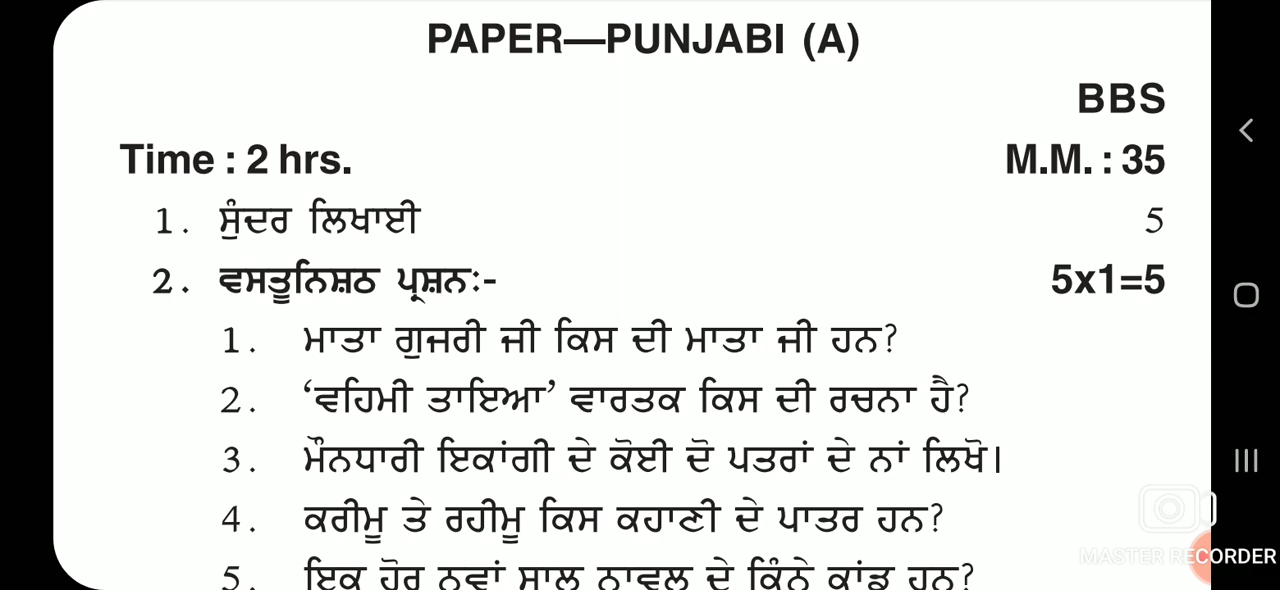 PAPER—PUNJABI (A)
BBS
Time : 2 hrs. M.M. : 35
1. ਸੁੰਦਰ ਲਿਖਾਈ 5
2. ਵਸਤੂਨਿਸ਼ਠ ਪ੍ਰਸ਼ਨ:- 5x1=5
1. ਮਾਤਾ ਗੁਜਰੀ ਜੀ ਕਿਸ ਦੀ ਮਾਤਾ ਜੀ ਹਨ?
2. ‘ਵਹਿਮੀ ਤਾਇਆ’ ਵਾਰਤਕ ਕਿਸ ਦੀ ਰਚਨਾ ਹੈ?
3. ਮੌਨਧਾਰੀ ਇਕਾਂਗੀ ਦੇ ਕੋਈ ਦੋ ਪਤਰਾਂ ਦੇ ਨਾਂ ਲਿਖੋ।
4. ਕਰੀਮੂ ਤੇ ਰਹੀਮੂ ਕਿਸ ਕਹਾਣੀ ਦੇ ਪਾਤਰ ਹਨ?
5. ਇਕ ਹੋਰ ਨਵਾਂ ਸਾਲ ਨਾਵਲ ਦੇ ਕਿੰਨੇ ਕਾਂਡ ਹਨ?
MASTER RECORDER